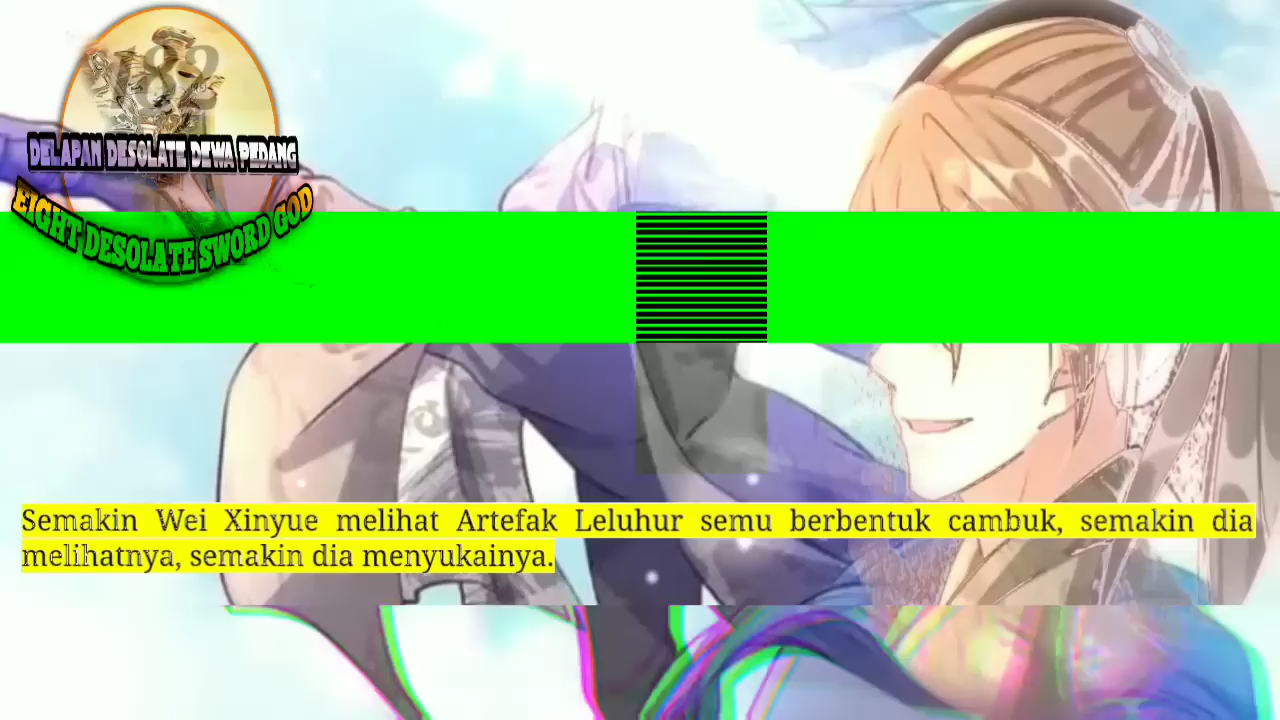 182
DELAPAN DESOLATE DEWA PEDANG
EIGHT DESOLATE SWORD GOD
Semakin Wei Xinyue melihat Artefak Leluhur semu berbentuk cambuk, semakin dia
melihatnya, semakin dia menyukainya.